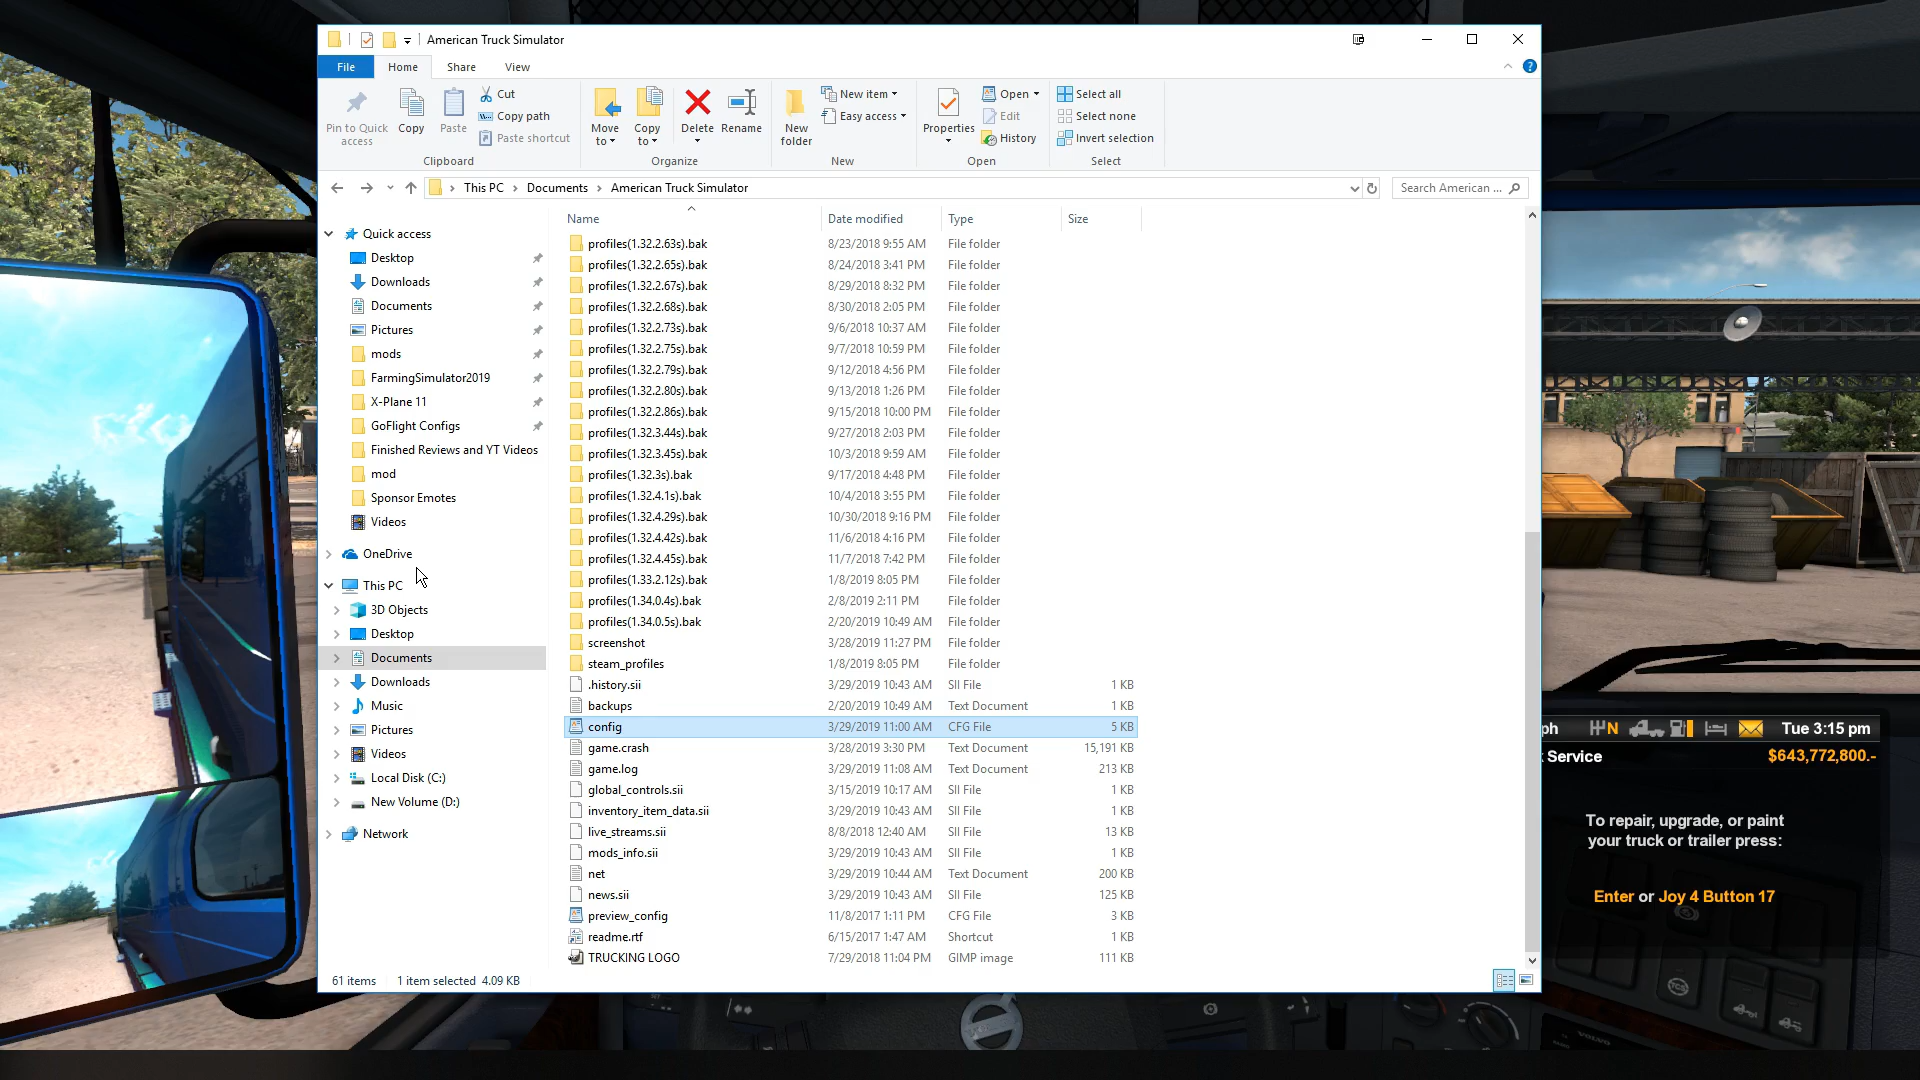 American Truck Simulator
File Home Share View
Pin to Quick access
Copy
Paste
Cut
Copy path
Paste shortcut
Clipboard
Move to
Copy to
Delete
Rename
Organize
New folder
New item
Easy access
New
Properties
Open
Edit
History
Open
Select all
Select none
Invert selection
Select
This PC Documents American Truck Simulator
Search American ...
Quick access
Desktop
Downloads
Documents
Pictures
mods
FarmingSimulator2019
X-Plane 11
GoFlight Configs
Finished Reviews and YT Videos
mod
Sponsor Emotes
Videos
OneDrive
This PC
3D Objects
Desktop
Documents
Downloads
Music
Pictures
Videos
Local Disk (C:)
New Volume (D:)
Network
Name Date modified Type Size
profiles(1.32.2.63s).bak 8/23/2018 9:55 AM File folder
profiles(1.32.2.65s).bak 8/24/2018 3:41 PM File folder
profiles(1.32.2.67s).bak 8/29/2018 8:32 PM File folder
profiles(1.32.2.68s).bak 8/30/2018 2:05 PM File folder
profiles(1.32.2.73s).bak 9/6/2018 10:37 AM File folder
profiles(1.32.2.75s).bak 9/7/2018 10:59 PM File folder
profiles(1.32.2.79s).bak 9/12/2018 4:56 PM File folder
profiles(1.32.2.80s).bak 9/13/2018 1:26 PM File folder
profiles(1.32.2.86s).bak 9/15/2018 10:00 PM File folder
profiles(1.32.3.44s).bak 9/27/2018 2:03 PM File folder
profiles(1.32.3.45s).bak 10/3/2018 9:59 AM File folder
profiles(1.32.3s).bak 9/17/2018 4:48 PM File folder
profiles(1.32.4.1s).bak 10/4/2018 3:55 PM File folder
profiles(1.32.4.29s).bak 10/30/2018 9:16 PM File folder
profiles(1.32.4.42s).bak 11/6/2018 4:16 PM File folder
profiles(1.32.4.45s).bak 11/7/2018 7:42 PM File folder
profiles(1.33.2.12s).bak 1/8/2019 8:05 PM File folder
profiles(1.34.0.4s).bak 2/8/2019 2:11 PM File folder
profiles(1.34.0.5s).bak 2/20/2019 10:49 AM File folder
screenshot 3/28/2019 11:27 PM File folder
steam_profiles 1/8/2019 8:05 PM File folder
.history.sii 3/29/2019 10:43 AM SII File 1 KB
backups 2/20/2019 10:49 AM Text Document 1 KB
config 3/29/2019 11:00 AM CFG File 5 KB
game.crash 3/28/2019 3:30 PM Text Document 15,191 KB
game.log 3/29/2019 11:08 AM Text Document 213 KB
global_controls.sii 3/15/2019 10:17 AM SII File 1 KB
inventory_item_data.sii 3/29/2019 10:43 AM SII File 1 KB
live_streams.sii 8/8/2018 12:40 AM SII File 13 KB
mods_info.sii 3/29/2019 10:43 AM SII File 1 KB
net 3/29/2019 10:44 AM Text Document 200 KB
news.sii 3/29/2019 10:43 AM SII File 125 KB
preview_config 11/8/2017 1:11 PM CFG File 3 KB
readme.rtf 6/15/2017 1:47 AM Shortcut 1 KB
TRUCKING LOGO 7/29/2018 11:04 PM GIMP image 111 KB
61 items 1 item selected 4.09 KB
ph N Tue 3:15 pm
Service $643,772,800.-
To repair, upgrade, or paint
your truck or trailer press:
Enter or Joy 4 Button 17
TCS
VOLVO